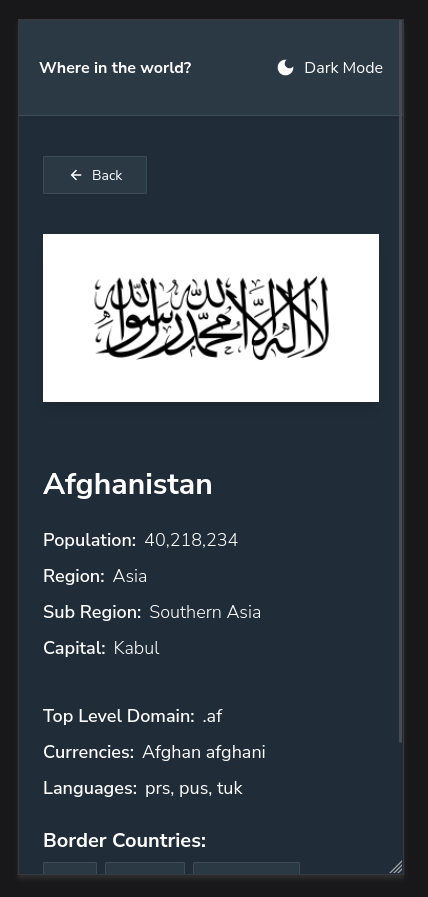 Where in the world?
Dark Mode
Back
لا إله إلا الله محمد رسول الله
Afghanistan
Population: 40,218,234
Region: Asia
Sub Region: Southern Asia
Capital: Kabul
Top Level Domain: .af
Currencies: Afghan afghani
Languages: prs, pus, tuk
Border Countries: